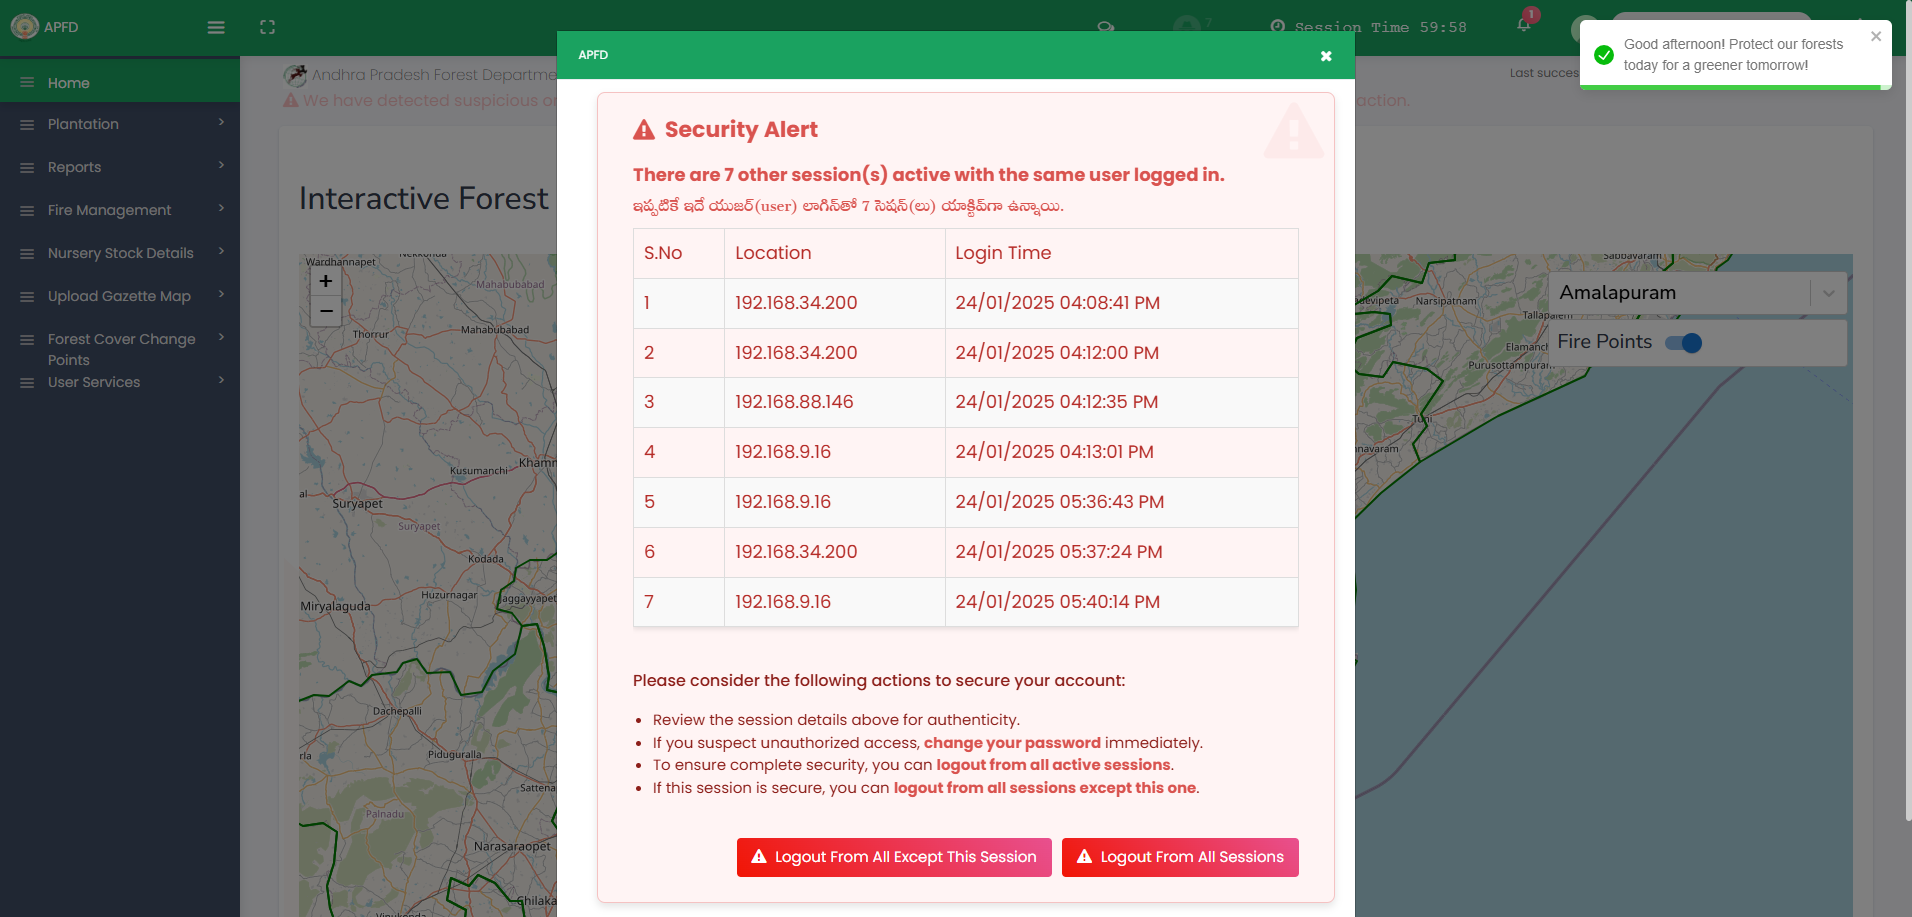 APFD
7
Session Time 59:58
1
Good afternoon! Protect our forests
today for a greener tomorrow!
Home
Plantation
Reports
Fire Management
Nursery Stock Details
Upload Gazette Map
Forest Cover Change
Points
User Services
Andhra Pradesh Forest
Last
We have detected suspicious
action.
Interactive Forest
APFD
Security Alert
There are 7 other session(s) active with the same user logged in.
ఇప్పటికే ఇదే యుజర్(user) లాగిన్‌తో 7 సెషన్(లు) యాక్టివ్‌గా ఉన్నాయి.
S.No Location Login Time
1 192.168.34.200 24/01/2025 04:08:41 PM
2 192.168.34.200 24/01/2025 04:12:00 PM
3 192.168.88.146 24/01/2025 04:12:35 PM
4 192.168.9.16 24/01/2025 04:13:01 PM
5 192.168.9.16 24/01/2025 05:36:43 PM
6 192.168.34.200 24/01/2025 05:37:24 PM
7 192.168.9.16 24/01/2025 05:40:14 PM
Please consider the following actions to secure your account:
• Review the session details above for authenticity.
• If you suspect unauthorized access, change your password immediately.
• To ensure complete security, you can logout from all active sessions.
• If this session is secure, you can logout from all sessions except this one.
Logout From All Except This Session
Logout From All Sessions
+
−
Wardhannapet
Mahabubabad
Mahabubabad
Thorrur
Kusumanchi
Suryapet
Suryapet
Kodada
Huzurnagar
Miryalaguda
Dachepalli
Piduguralla
Palnadu
Narasaraopet
Amalapuram
Fire Points
Narsipatnam
Purusottampuram
Tuni